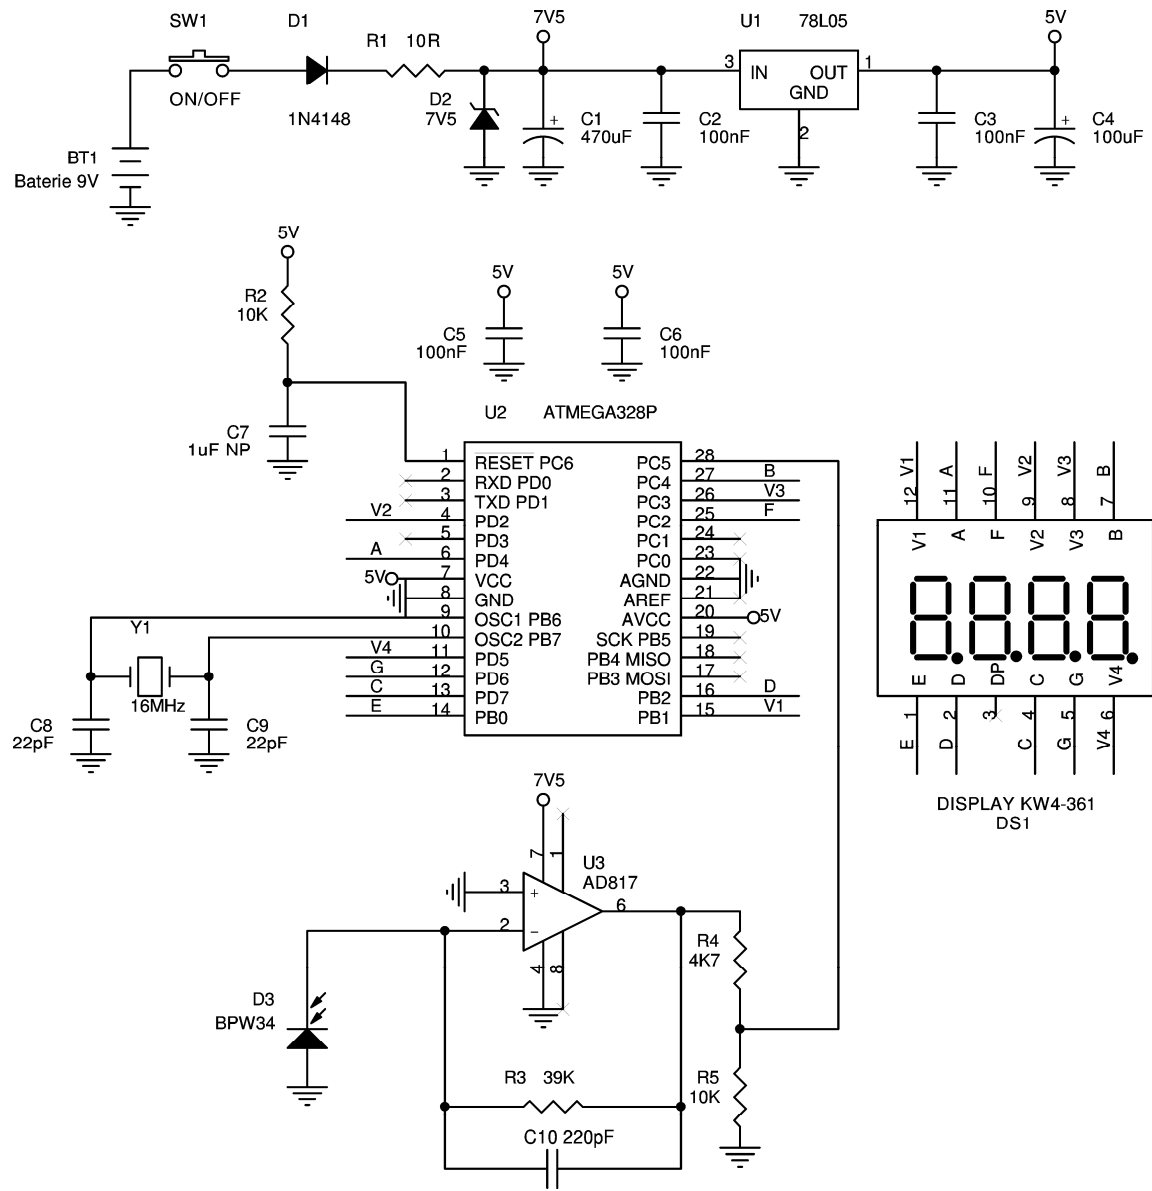 SW1 D1 7V5 U1 78L05 5V
R1 10R
3 IN OUT 1
GND
ON/OFF
D2
7V5
1N4148
+
C1
470uF
C2
100nF
2
C3
100nF
+
C4
100uF
BT1
Baterie 9V
5V
5V 5V
R2
10K
C5
100nF
C6
100nF
U2 ATMEGA328P
C7
1uF NP
1 RESET PC6 PC5 28
2 RXD PD0 PC4 27 B
3 TXD PD1 PC3 26 V3
V2 4 PD2 PC2 25 F
5 PD3 PC1 24
A 6 PD4 PC0 23
5V 7 VCC AGND 22
8 GND AREF 21
9 OSC1 PB6 AVCC 20 5V
10 OSC2 PB7 SCK PB5 19
V4 11 PD5 PB4 MISO 18
G 12 PD6 PB3 MOSI 17
C 13 PD7 PB2 16 D
E 14 PB0 PB1 15 V1
Y1
16MHz
C8
22pF
C9
22pF
V1 A F V2 V3 B
12 11 10 9 8 7
V1 A F V2 V3 B
8.8.8.8.
E D DP C G V4
1 2 3 4 5 6
E D C G V4
DISPLAY KW4-361
DS1
7V5
7 1
U3
AD817
3 +
6
2 -
4 8
R4
4K7
D3
BPW34
R3 39K
R5
10K
C10 220pF